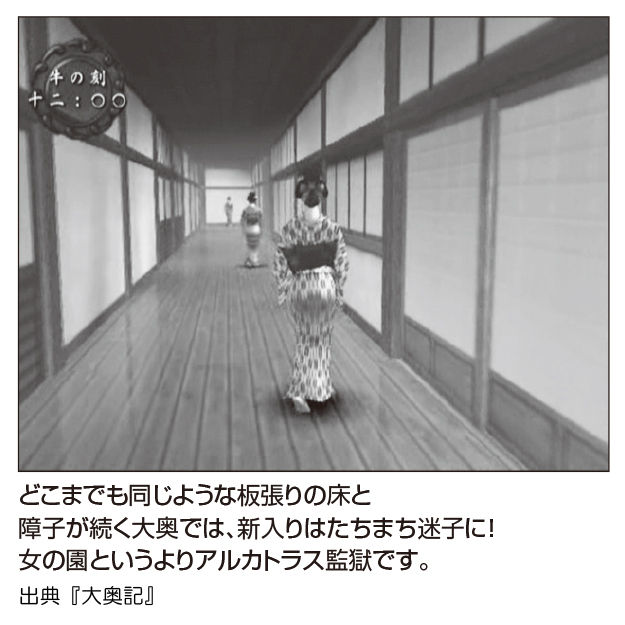 午の刻
十二:〇〇
どこまでも同じような板張りの床と
障子が続く大奥では、新入りはたちまち迷子に!
女の園というよりアルカトラス監獄です。
出典『大奥記』